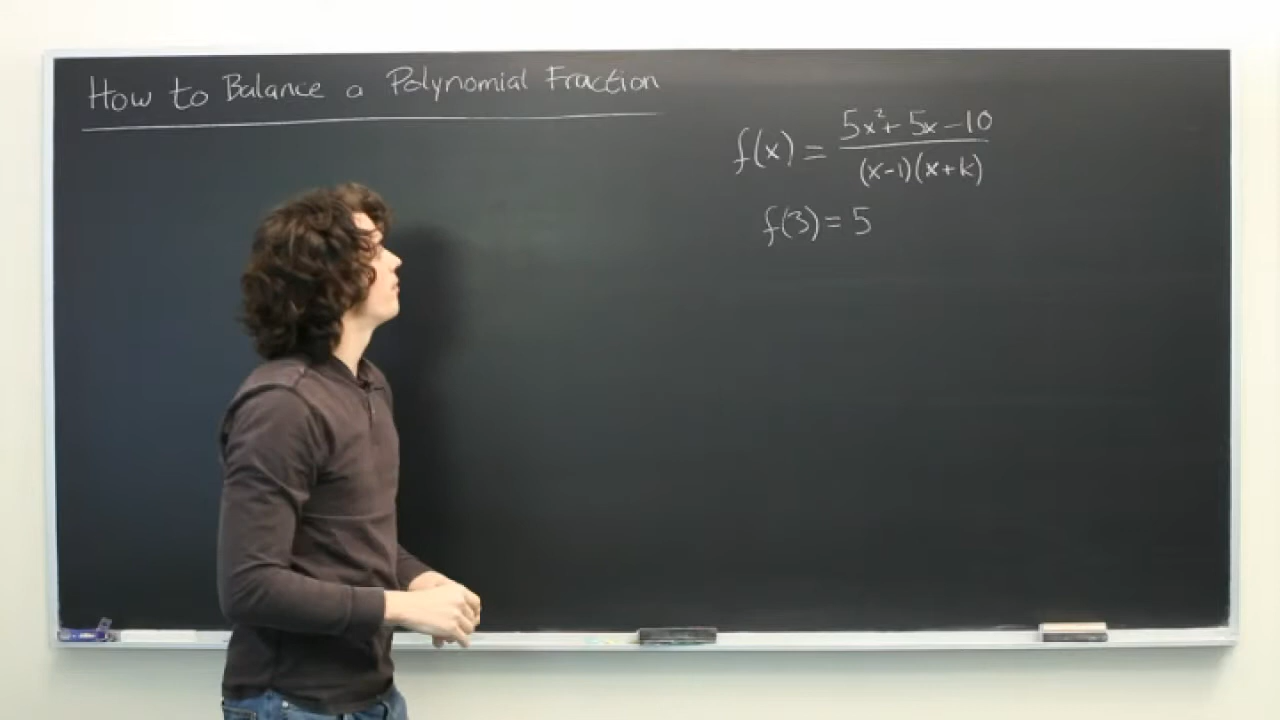 How to Balance a Polynomial Fraction
f(x) = 5x²+ 5x - 10
(x-1)(x+k)
f(3) = 5